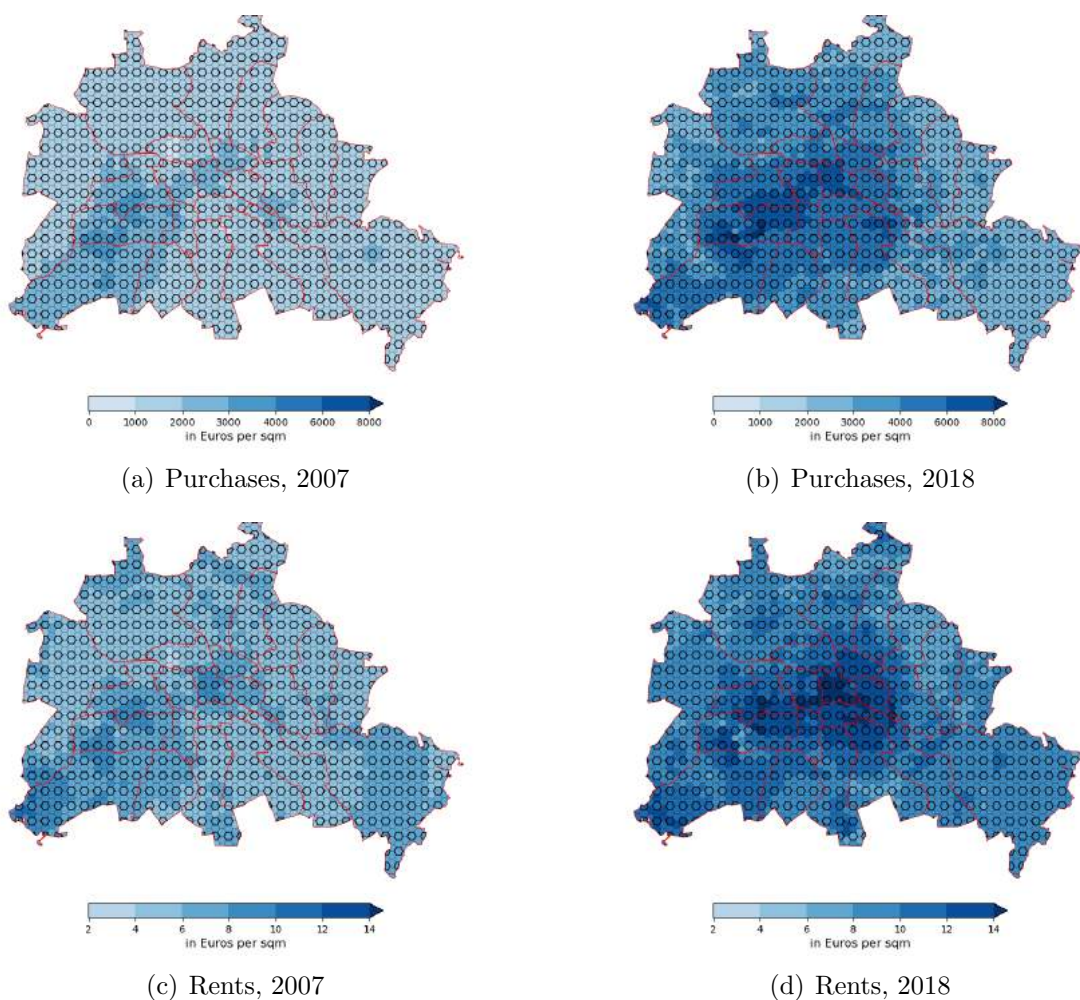 0 1000 2000 3000 4000 6000 8000
in Euros per sqm
(a) Purchases, 2007
0 1000 2000 3000 4000 6000 8000
in Euros per sqm
(b) Purchases, 2018
2 4 6 8 10 12 14
in Euros per sqm
(c) Rents, 2007
2 4 6 8 10 12 14
in Euros per sqm
(d) Rents, 2018